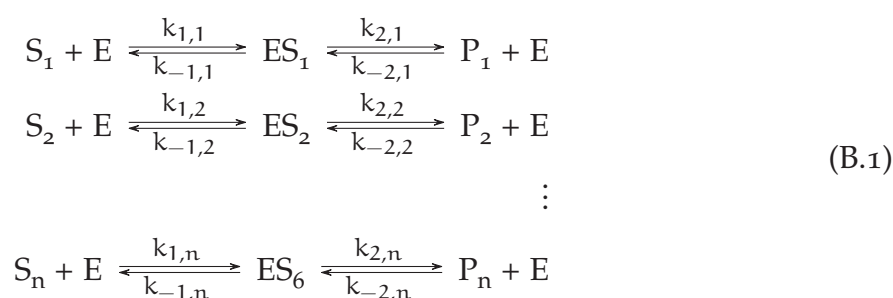 S₁ + E ⇌ ES₁ ⇌ P₁ + E k₁,₁ k₋₁,₁ k₂,₁ k₋₂,₁
S₂ + E ⇌ ES₂ ⇌ P₂ + E k₁,₂ k₋₁,₂ k₂,₂ k₋₂,₂
(B.1)
⋮
Sₙ + E ⇌ ES₆ ⇌ Pₙ + E k₁,ₙ k₋₁,ₙ k₂,ₙ k₋₂,ₙ